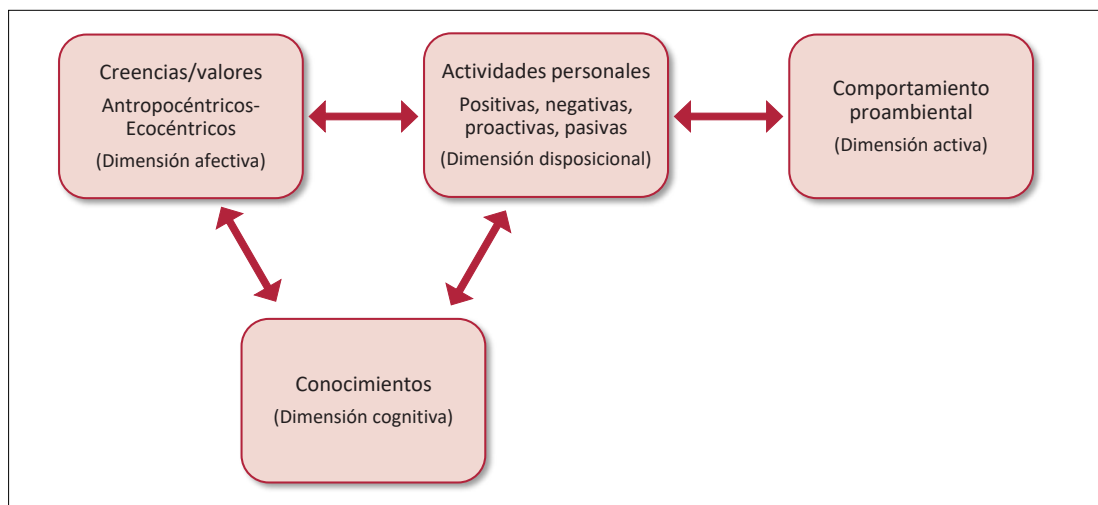 Creencias/valores
Antropocéntricos-
Ecocéntricos
(Dimensión afectiva)
Actividades personales
Positivas, negativas,
proactivas, pasivas
(Dimensión disposicional)
Comportamiento
proambiental
(Dimensión activa)
Conocimientos
(Dimensión cognitiva)